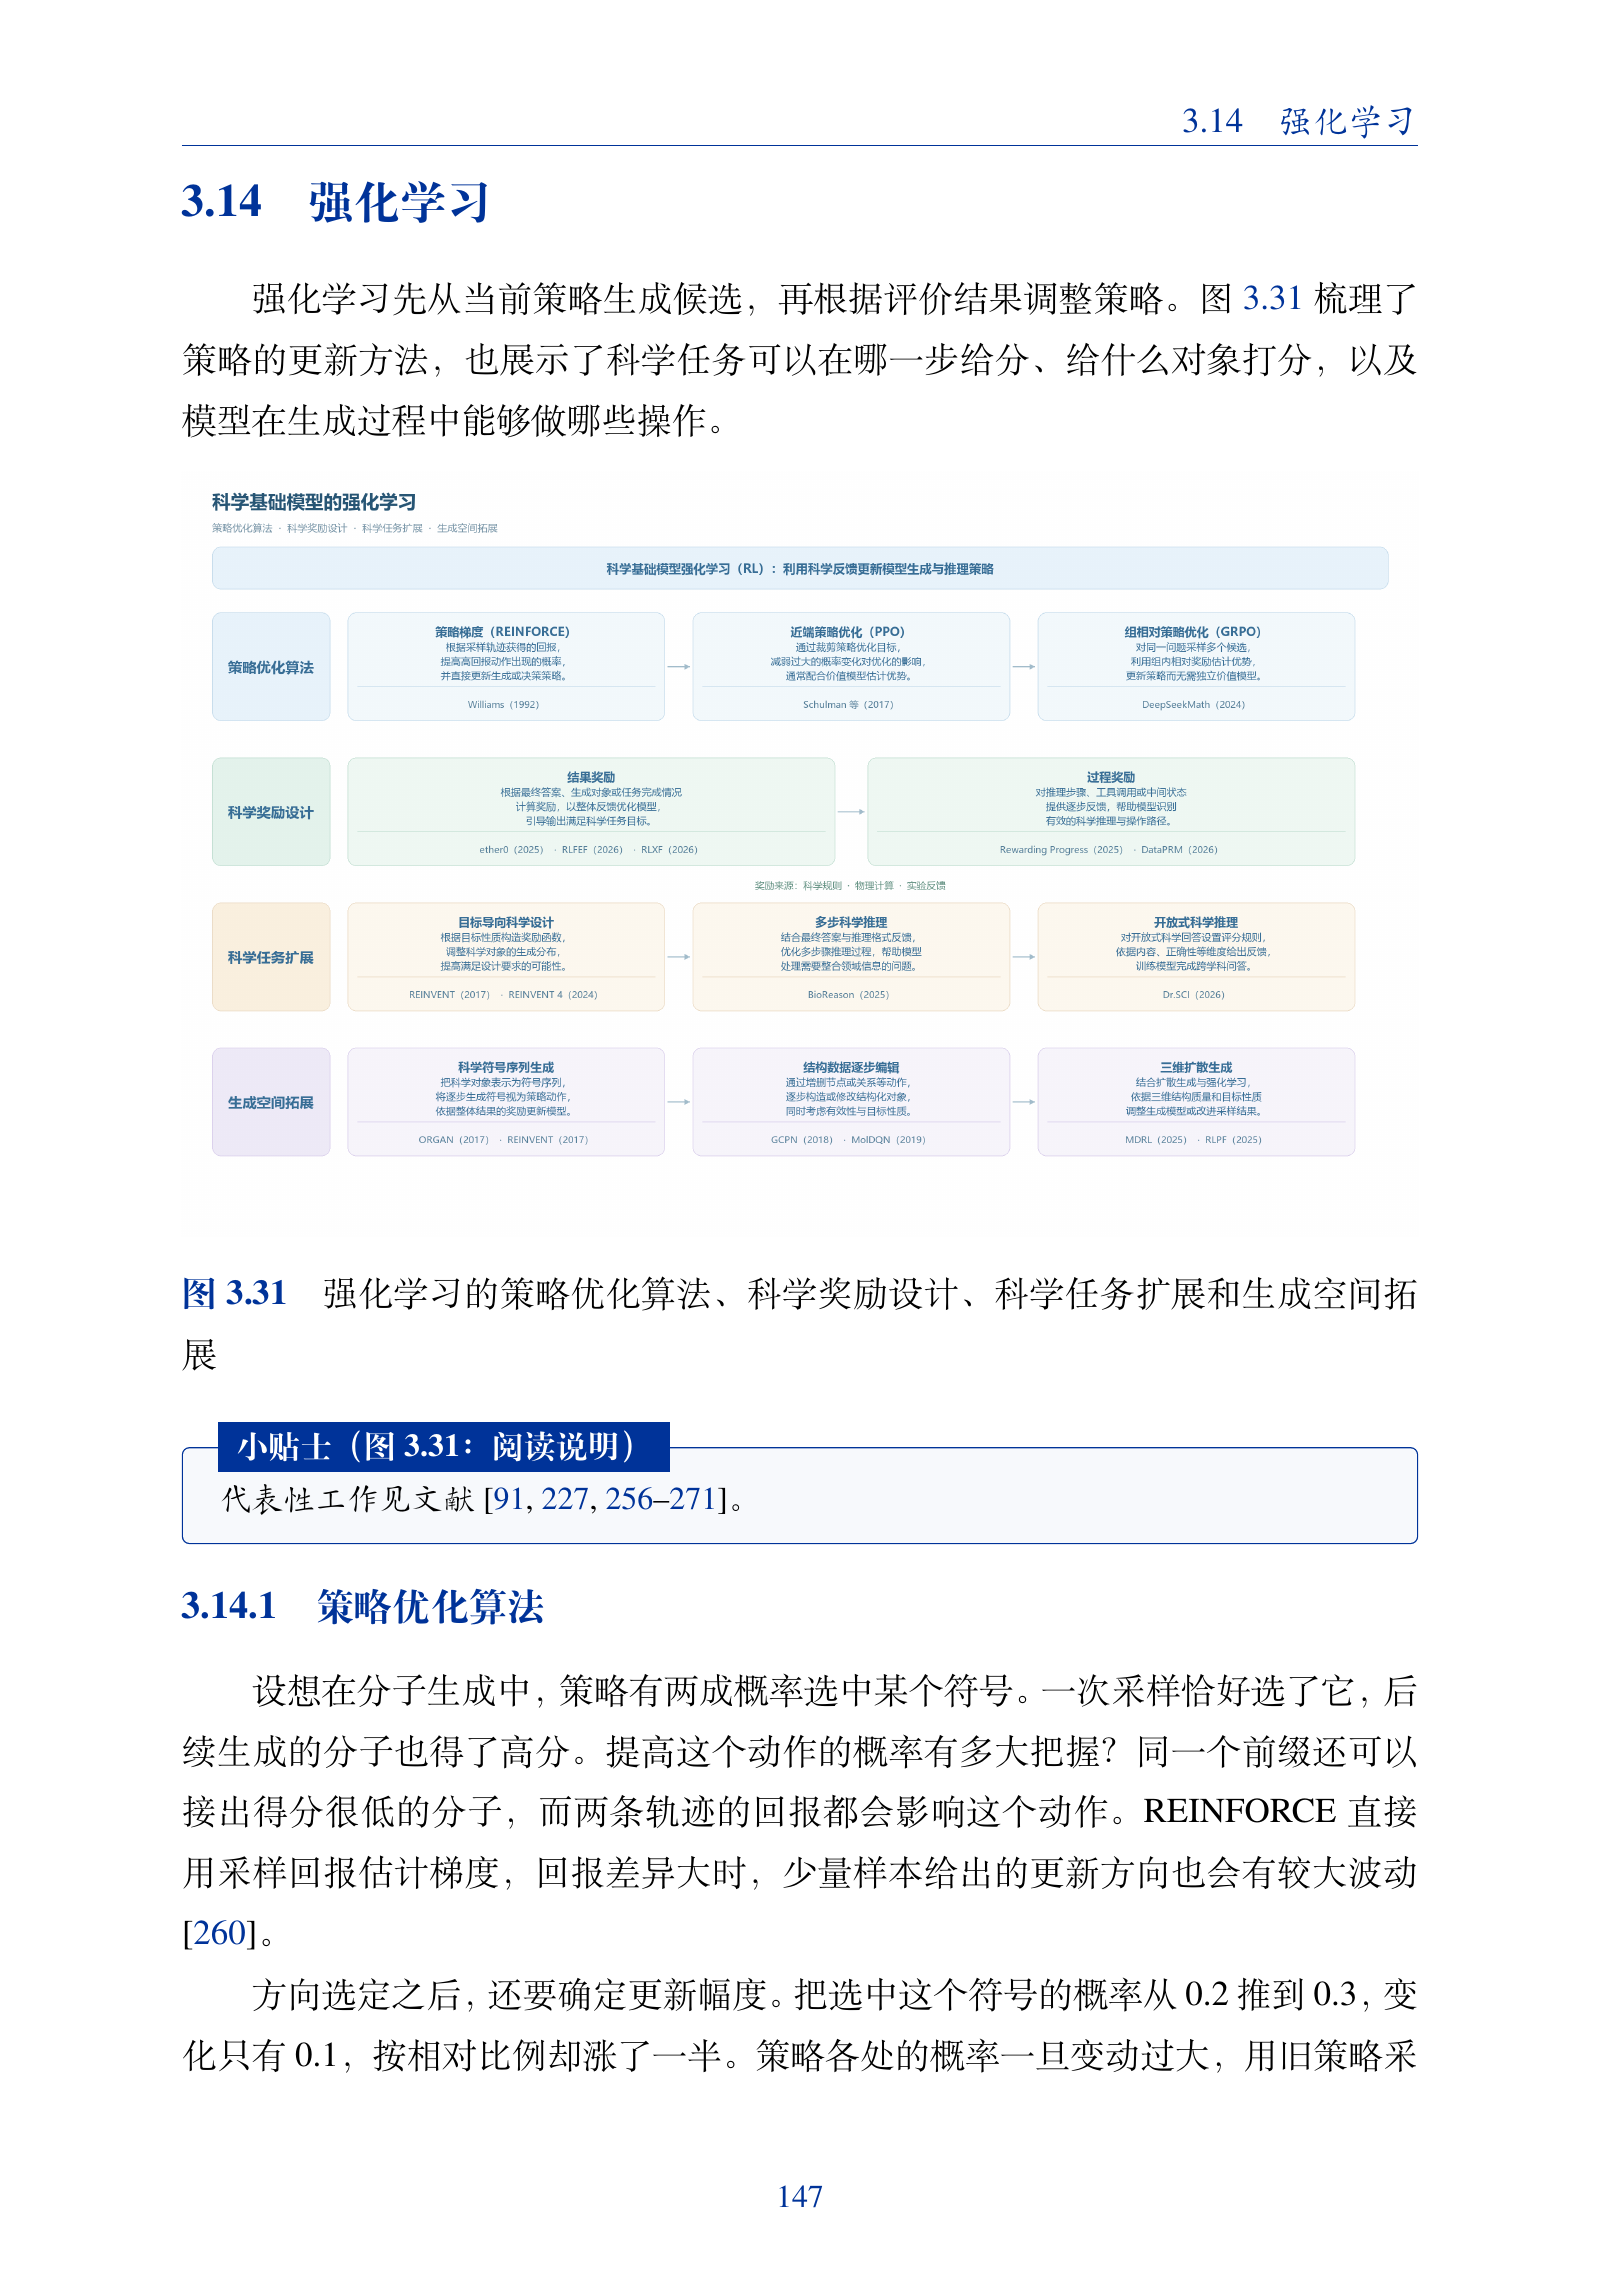 3.14 强化学习
3.14 强化学习
强化学习先从当前策略生成候选，再根据评价结果调整策略。图 3.31 梳理了
策略的更新方法，也展示了科学任务可以在哪一步给分、给什么对象打分，以及
模型在生成过程中能够做哪些操作。
科学基础模型的强化学习
策略优化算法 · 科学奖励设计 · 科学任务扩展 · 生成空间拓展
科学基础模型强化学习（RL）：利用科学反馈更新模型生成与推理策略
策略优化算法
策略梯度（REINFORCE）
根据采样轨迹获得的回报，
提高高回报动作出现的概率，
并直接更新生成或决策策略。
Williams（1992）
近端策略优化（PPO）
通过裁剪策略优化目标，
减弱过大的概率变化对优化的影响，
通常配合价值模型估计优势。
Schulman 等（2017）
组相对策略优化（GRPO）
对同一问题采样多个候选，
利用组内相对奖励估计优势，
更新策略而无需独立价值模型。
DeepSeekMath（2024）
科学奖励设计
结果奖励
根据最终答案、生成对象或任务完成情况
计算奖励，以整体反馈优化模型，
引导输出满足科学任务目标。
ether0（2025） · RLFEF（2026） · RLXF（2026）
过程奖励
对推理步骤、工具调用或中间状态
提供逐步反馈，帮助模型识别
有效的科学推理与操作路径。
Rewarding Progress（2025） · DataPRM（2026）
奖励来源：科学规则 · 物理计算 · 实验反馈
科学任务扩展
目标导向科学设计
根据目标性质构造奖励函数，
调整科学对象的生成分布，
提高满足设计要求的可能性。
REINVENT（2017） · REINVENT 4（2024）
多步科学推理
结合最终答案与推理格式反馈，
优化多步骤推理过程，帮助模型
处理需要整合领域信息的问题。
BioReason（2025）
开放式科学推理
对开放式科学回答设置评分规则，
依据内容、正确性等维度给出反馈，
训练模型完成跨学科问答。
Dr.SCI（2026）
生成空间拓展
科学符号序列生成
把科学对象表示为符号序列，
将逐步生成符号视为策略动作，
依据整体结果的奖励更新模型。
ORGAN（2017） · REINVENT（2017）
结构数据逐步编辑
通过增删节点或关系等动作，
逐步构造或修改结构化对象，
同时考虑有效性与目标性质。
GCPN（2018） · MolDQN（2019）
三维扩散生成
结合扩散生成与强化学习，
依据三维结构质量和目标性质
调整生成模型或改进采样结果。
MDRL（2025） · RLPF（2025）
图 3.31 强化学习的策略优化算法、科学奖励设计、科学任务扩展和生成空间拓
展
小贴士（图 3.31：阅读说明）
代表性工作见文献 [91, 227, 256–271]。
3.14.1 策略优化算法
设想在分子生成中，策略有两成概率选中某个符号。一次采样恰好选了它，后
续生成的分子也得了高分。提高这个动作的概率有多大把握？同一个前缀还可以
接出得分很低的分子，而两条轨迹的回报都会影响这个动作。REINFORCE 直接
用采样回报估计梯度，回报差异大时，少量样本给出的更新方向也会有较大波动
[260]。
方向选定之后，还要确定更新幅度。把选中这个符号的概率从 0.2 推到 0.3，变
化只有 0.1，按相对比例却涨了一半。策略各处的概率一旦变动过大，用旧策略采
147